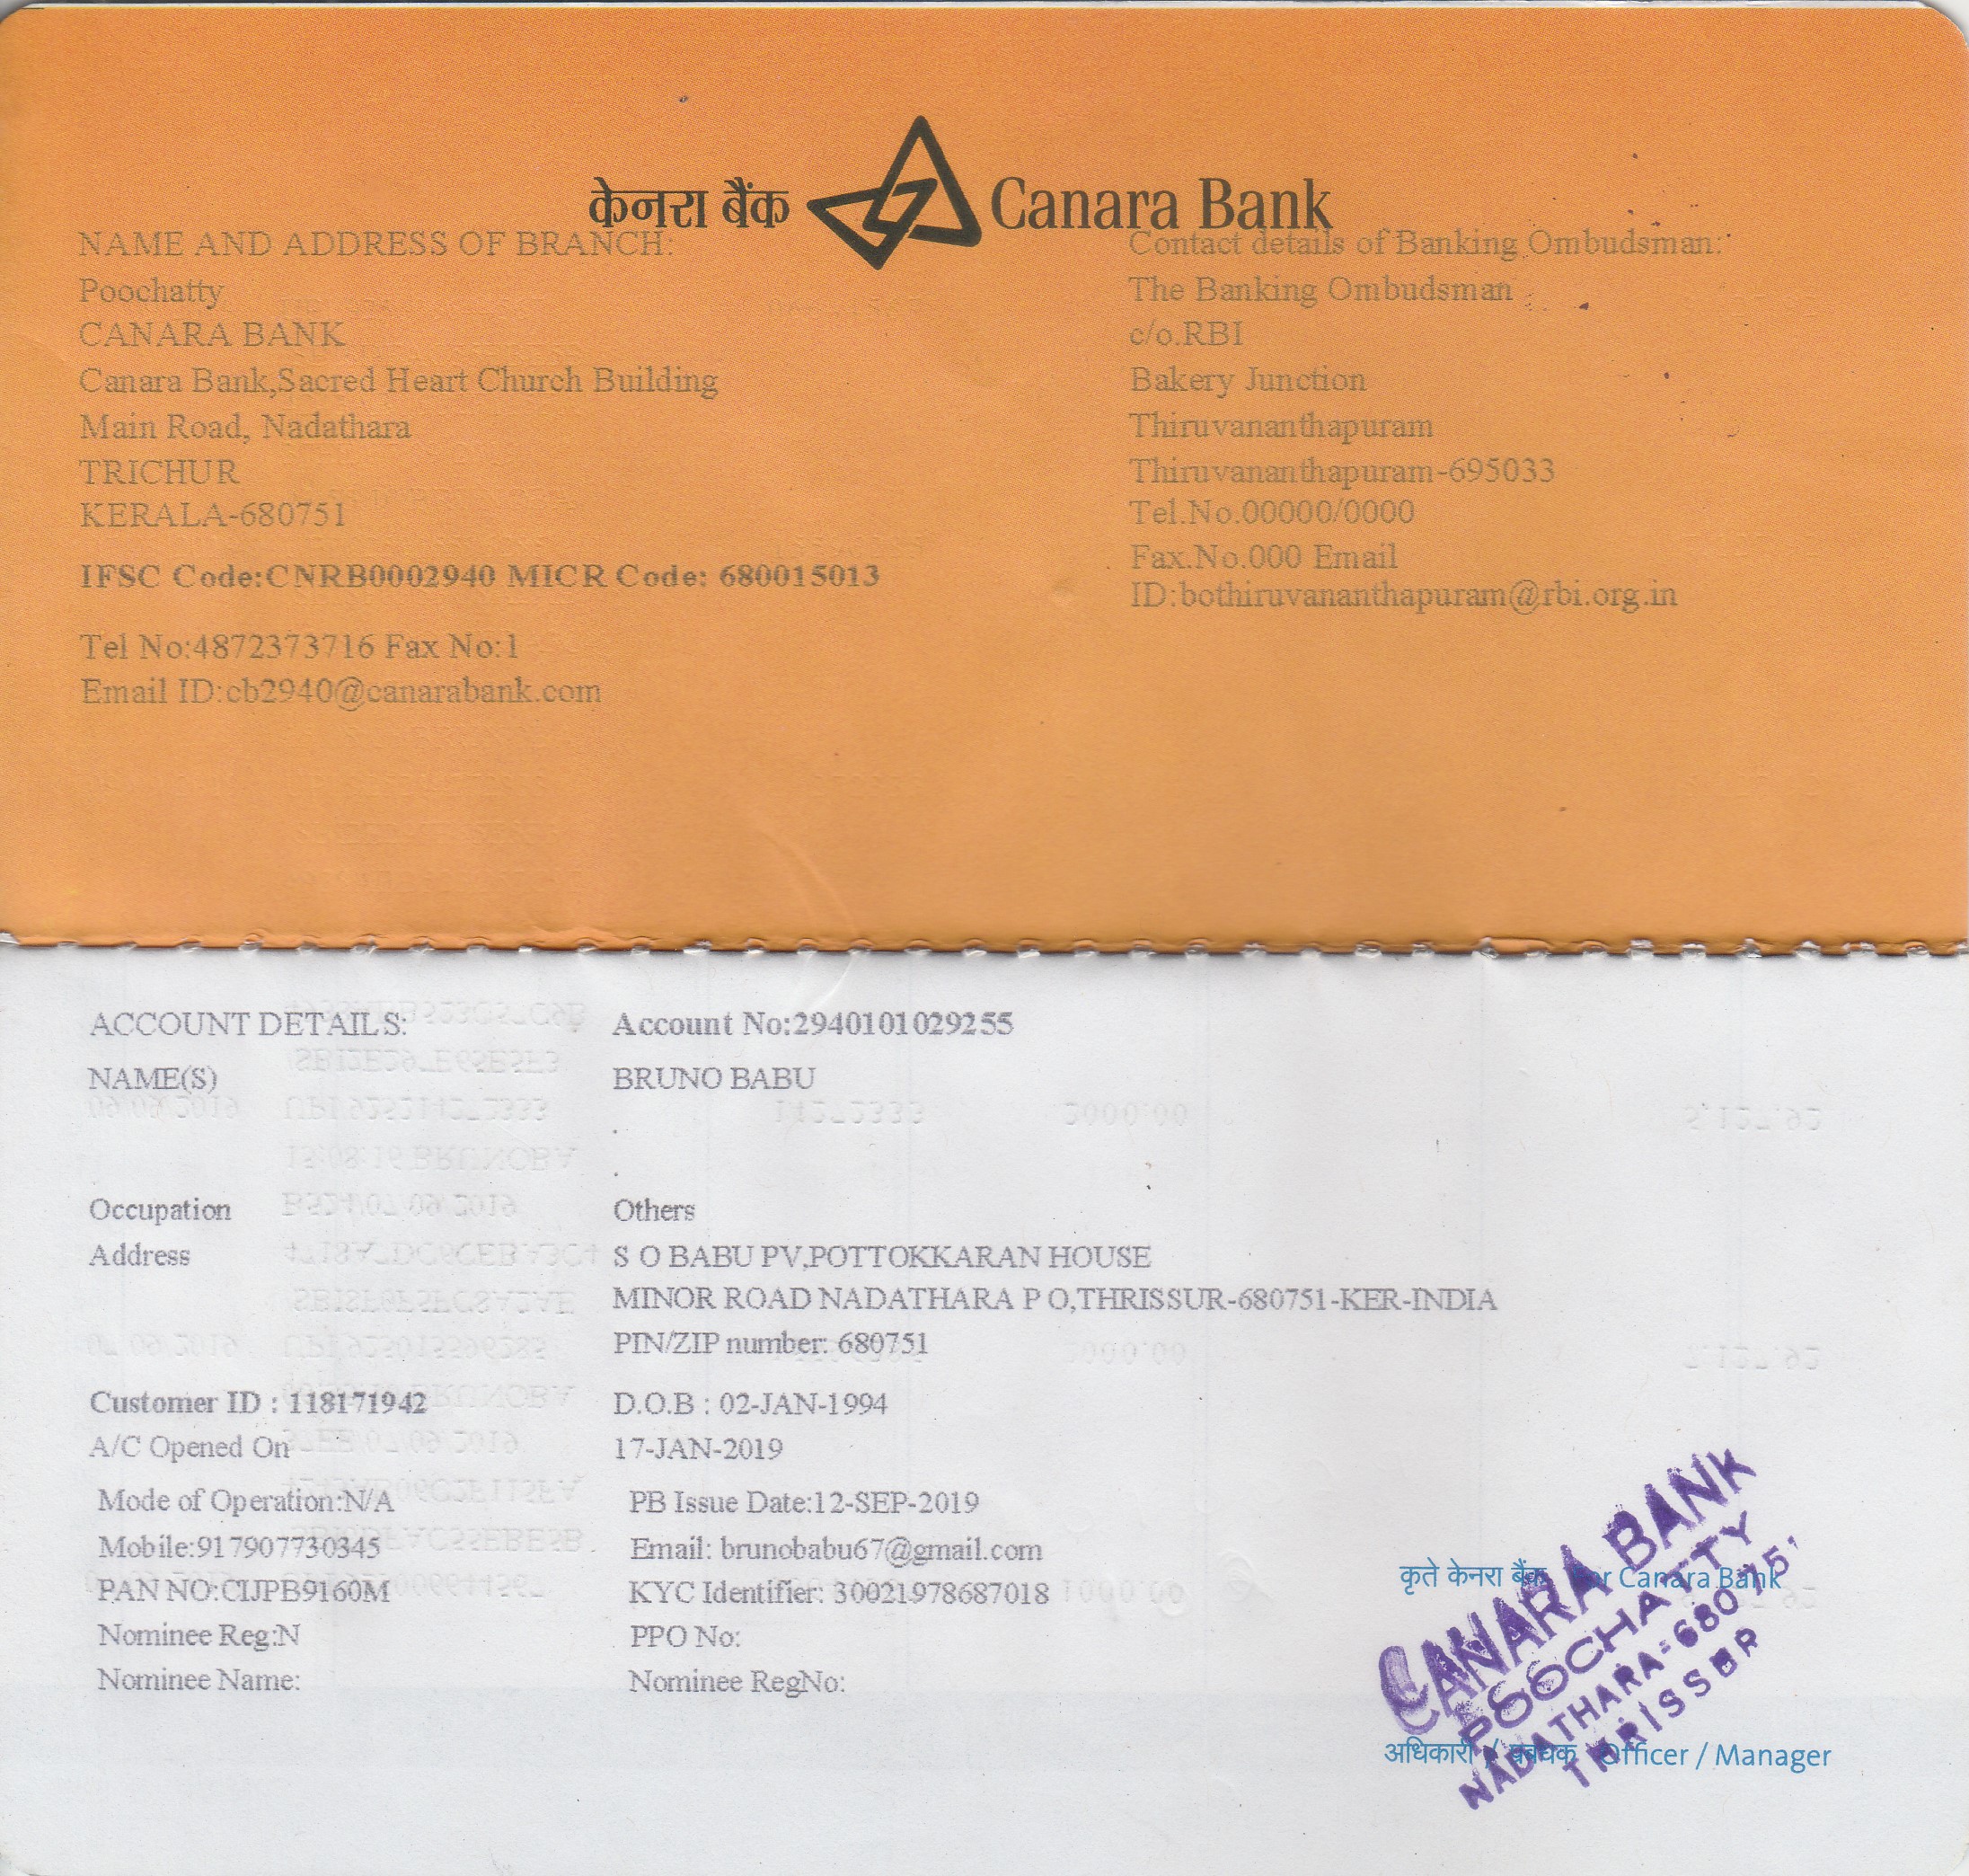 केनरा बैंक Canara Bank
NAME AND ADDRESS OF BRANCH:
Poochatty
CANARA BANK
Canara Bank,Sacred Heart Church Building
Main Road, Nadathara
TRICHUR
KERALA-680751
IFSC Code:CNRB0002940 MICR Code: 680015013
Tel No:4872373716 Fax No:1
Email ID:cb2940@canarabank.com
Contact details of Banking Ombudsman:
The Banking Ombudsman
c/o.RBI
Bakery Junction
Thiruvananthapuram
Thiruvananthapuram-695033
Tel.No.00000/0000
Fax.No.000 Email
ID:bothiruvananthapuram@rbi.org.in
ACCOUNT DETAILS: Account No:2940101029255
NAME(S) BRUNO BABU
.
.
Occupation Others
Address S O BABU PV,POTTOKKARAN HOUSE
MINOR ROAD NADATHARA P O,THRISSUR-680751-KER-INDIA
PIN/ZIP number: 680751
Customer ID : 118171942 D.O.B : 02-JAN-1994
A/C Opened On 17-JAN-2019
Mode of Operation:N/A PB Issue Date:12-SEP-2019
Mobile:917907730345 Email: brunobabu67@gmail.com
PAN NO:CIJPB9160M KYC Identifier: 30021978687018
Nominee Reg:N PPO No:
Nominee Name: Nominee RegNo:
कृते केनरा बैंक For Canara Bank
CANARA BANK
POOCHATTY
NADATHARA-680 751
THRISSUR
अधिकारी / प्रबंधक Officer / Manager